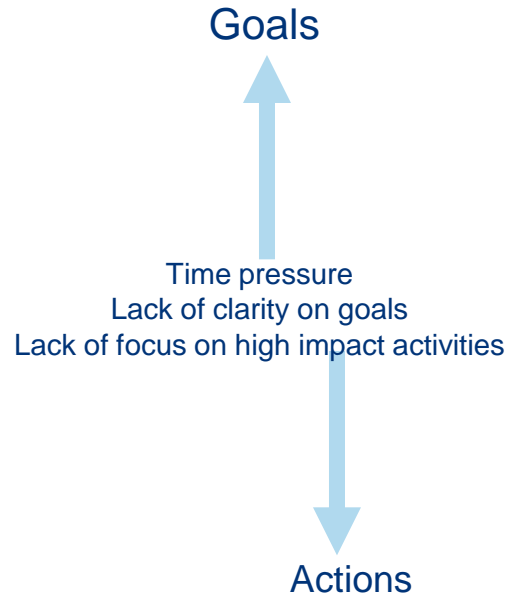 Goals
Time pressure
Lack of clarity on goals
Lack of focus on high impact activities
Actions